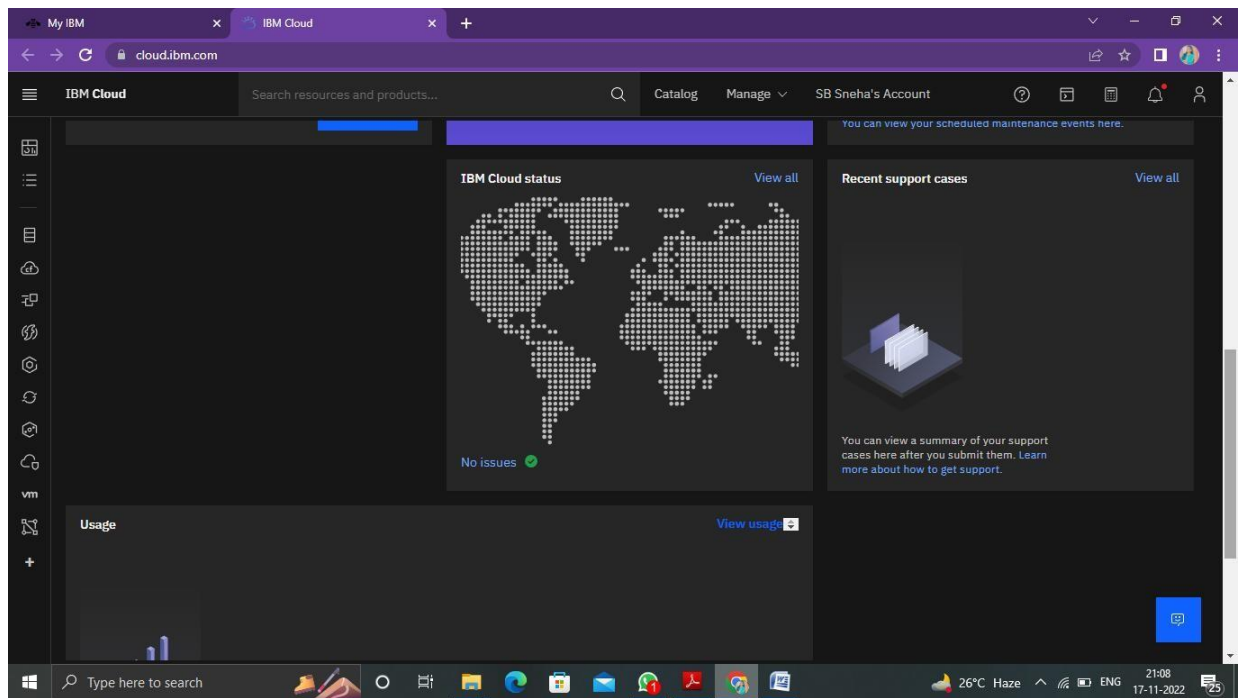 My IBM
IBM Cloud
cloud.ibm.com
IBM Cloud
Search resources and products...
Catalog
Manage
SB Sneha's Account
You can view your scheduled maintenance events here.
IBM Cloud status
View all
No issues
Recent support cases
View all
You can view a summary of your support
cases here after you submit them. Learn
more about how to get support.
vm
Usage
View usage
Type here to search
26°C Haze
ENG
21:08
17-11-2022
25